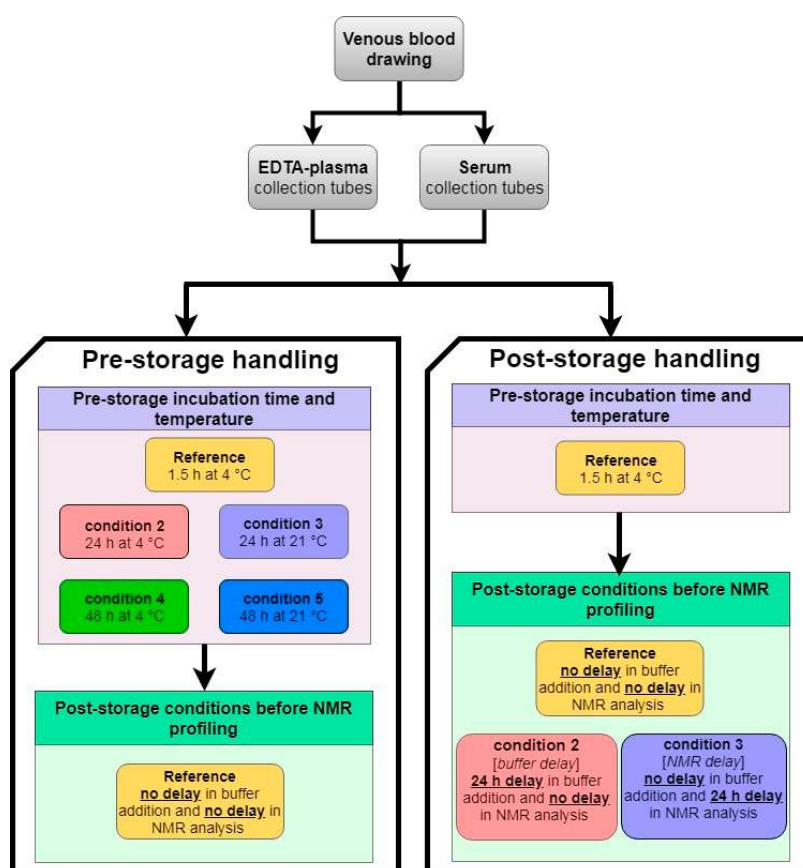 Venous blood
drawing
EDTA-plasma
collection tubes
Serum
collection tubes
Pre-storage handling
Pre-storage incubation time and
temperature
Reference
1.5 h at 4 °C
condition 2
24 h at 4 °C
condition 3
24 h at 21 °C
condition 4
48 h at 4 °C
condition 5
48 h at 21 °C
Post-storage conditions before NMR
profiling
Reference
no delay in buffer
addition and no delay in
NMR analysis
Post-storage handling
Pre-storage incubation time and
temperature
Reference
1.5 h at 4 °C
Post-storage conditions before NMR
profiling
Reference
no delay in buffer
addition and no delay in
NMR analysis
condition 2
[buffer delay]
24 h delay in buffer
addition and no delay
in NMR analysis
condition 3
[NMR delay]
no delay in buffer
addition and 24 h delay
in NMR analysis